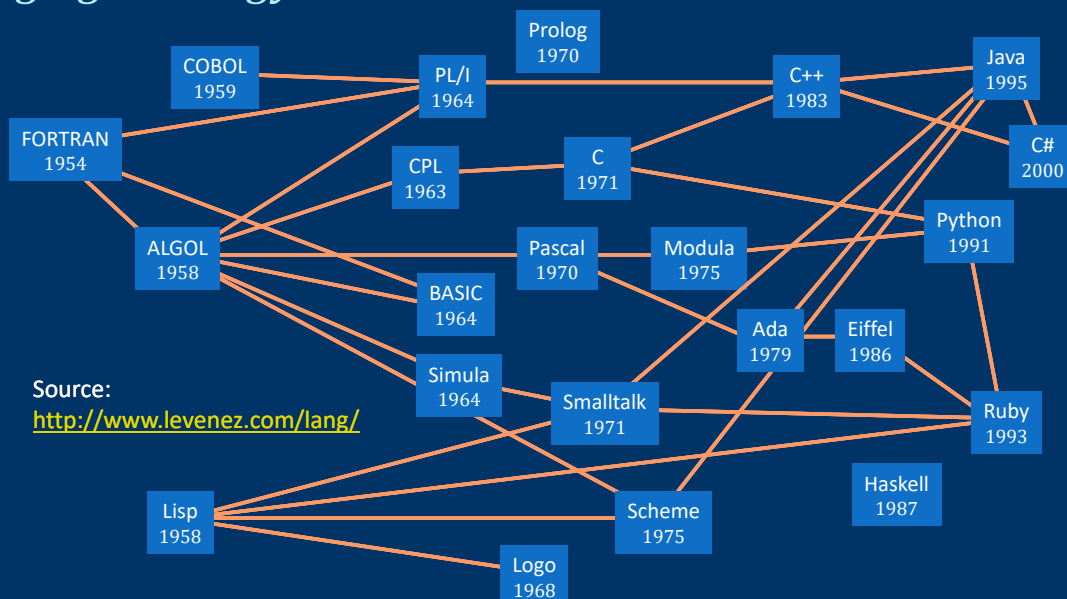 Prolog
1970
COBOL
1959
PL/I
1964
C++
1983
Java
1995
FORTRAN
1954
CPL
1963
C
1971
C#
2000
ALGOL
1958
Pascal
1970
Modula
1975
Python
1991
BASIC
1964
Ada
1979
Eiffel
1986
Simula
1964
Smalltalk
1971
Ruby
1993
Source:
http://www.levenez.com/lang/
Lisp
1958
Scheme
1975
Haskell
1987
Logo
1968